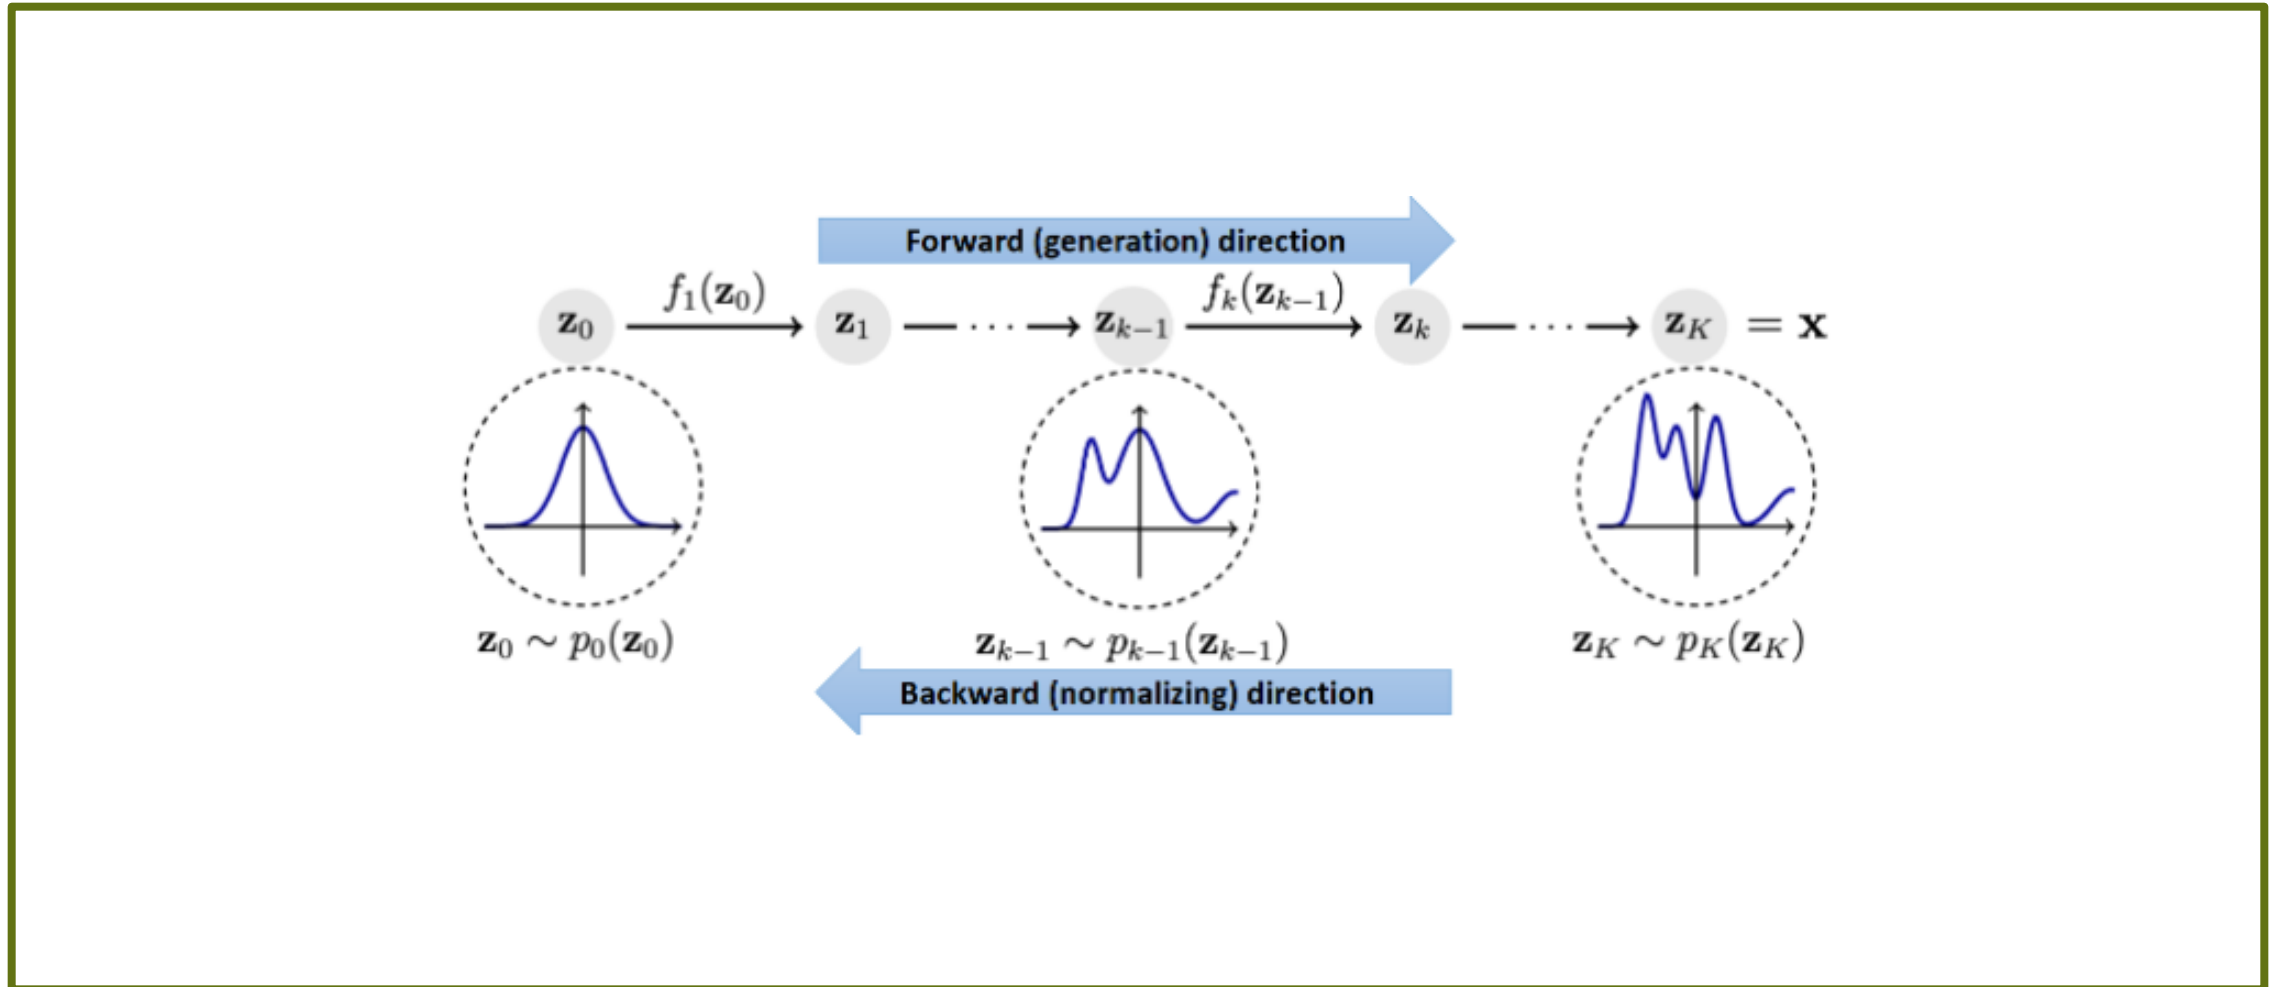 Forward (generation) direction
f₁(z₀) fₖ(zₖ₋₁)
z₀ z₁ ··· zₖ₋₁ zₖ ··· z_K = x
z₀ ~ p₀(z₀) zₖ₋₁ ~ pₖ₋₁(zₖ₋₁) z_K ~ p_K(z_K)
Backward (normalizing) direction